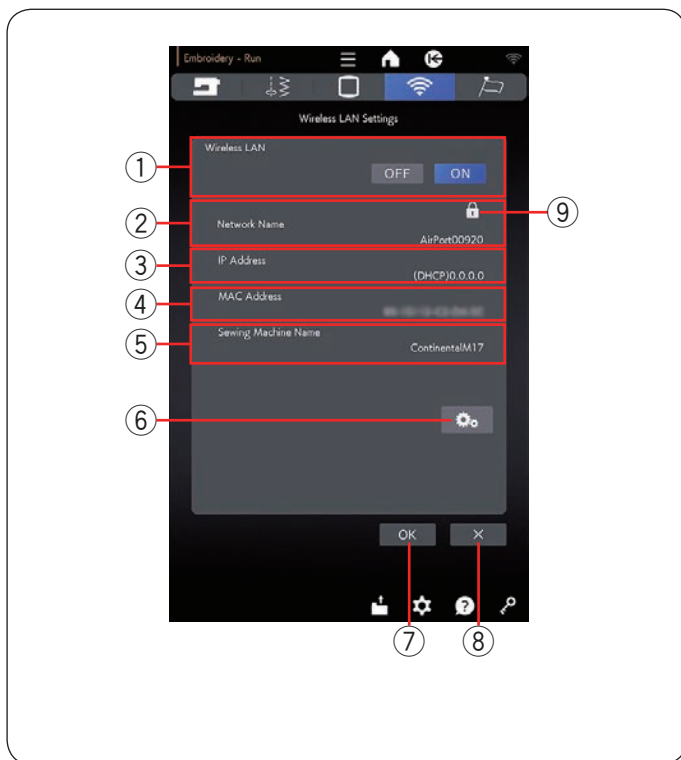 Embroidery - Run
Wireless LAN Settings
Wireless LAN
① OFF ON
② ⑨
Network Name
AirPort00920
③ IP Address
(DHCP)0.0.0.0
④ MAC Address
⑤ Sewing Machine Name
ContinentalM17
⑥
OK ×
⑦ ⑧